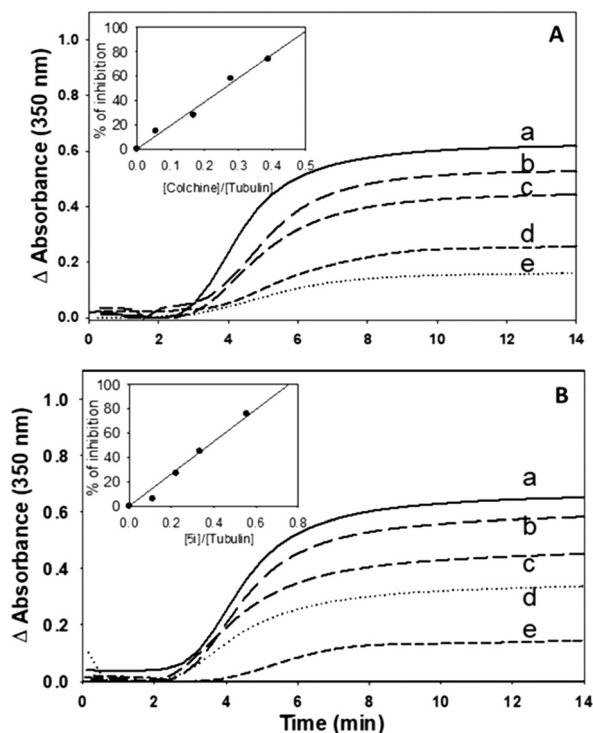 A
Δ Absorbance (350 nm)
1.0
0.8
0.6
0.4
0.2
0.0
% of inhibition
100
80
60
40
20
0
0.0 0.1 0.2 0.3 0.4 0.5
[Colchine]/[Tubulin]
a
b
c
d
e
0 2 4 6 8 10 12 14
B
Δ Absorbance (350 nm)
1.0
0.8
0.6
0.4
0.2
0.0
% of inhibition
100
80
60
40
20
0
0.0 0.2 0.4 0.6 0.8
[5i]/[Tubulin]
a
b
c
d
e
0 2 4 6 8 10 12 14
Time (min)